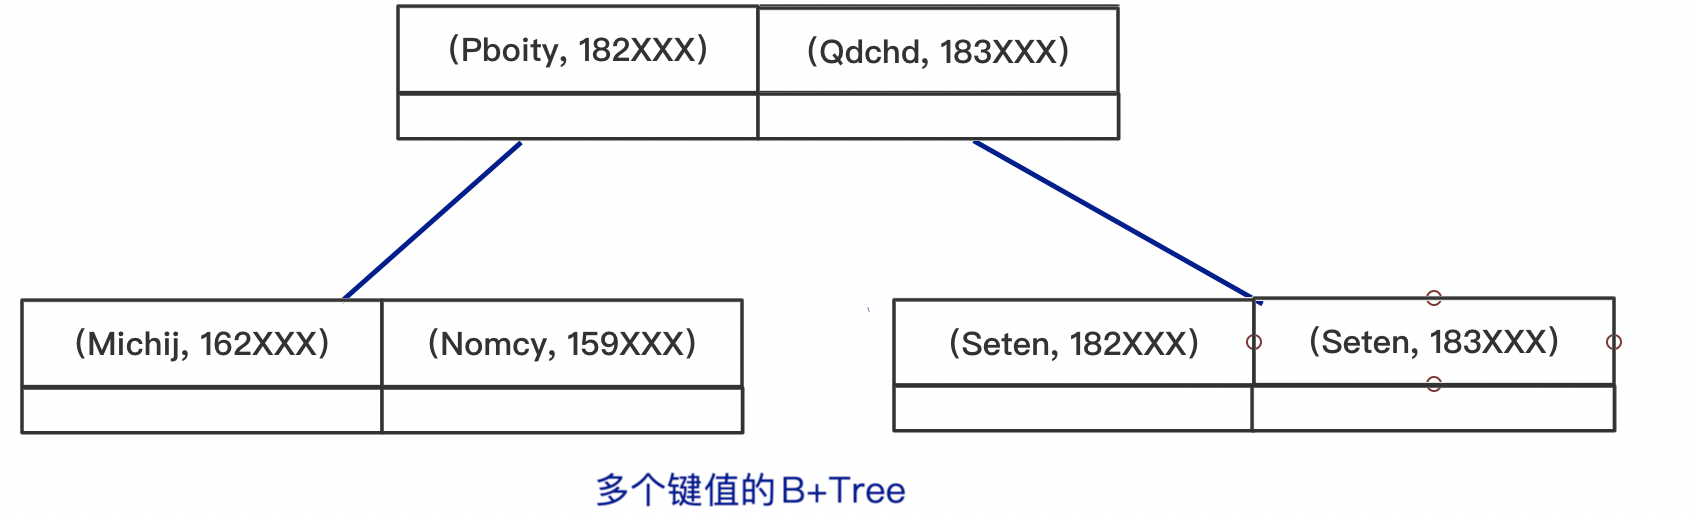 (Pboity, 182XXX) (Qdchd, 183XXX)
(Michij, 162XXX) (Nomcy, 159XXX) (Seten, 182XXX) (Seten, 183XXX)
多个键值的B+Tree